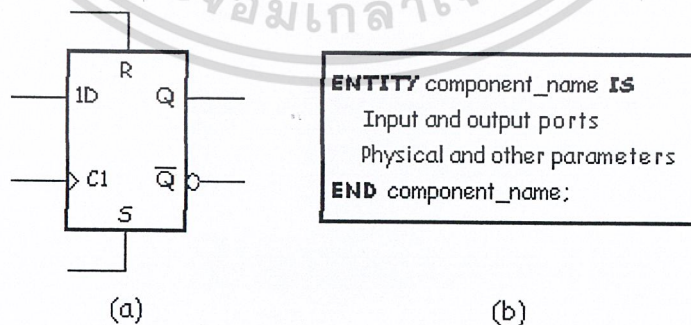 R
1D Q
C1 Q̅
S
(a)
ENTITY component_name IS
Input and output ports
Physical and other parameters
END component_name;
(b)